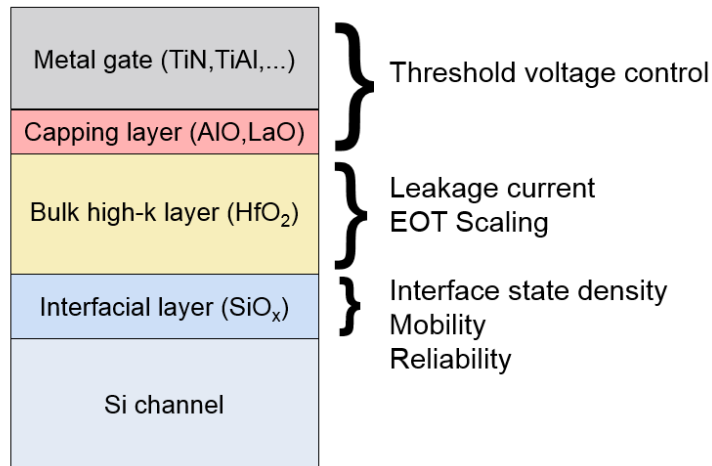 Metal gate (TiN,TiAl,...)
Threshold voltage control
Capping layer (AlO,LaO)
Bulk high-k layer (HfO₂)
Leakage current
EOT Scaling
Interfacial layer (SiOₓ)
Interface state density
Mobility
Reliability
Si channel